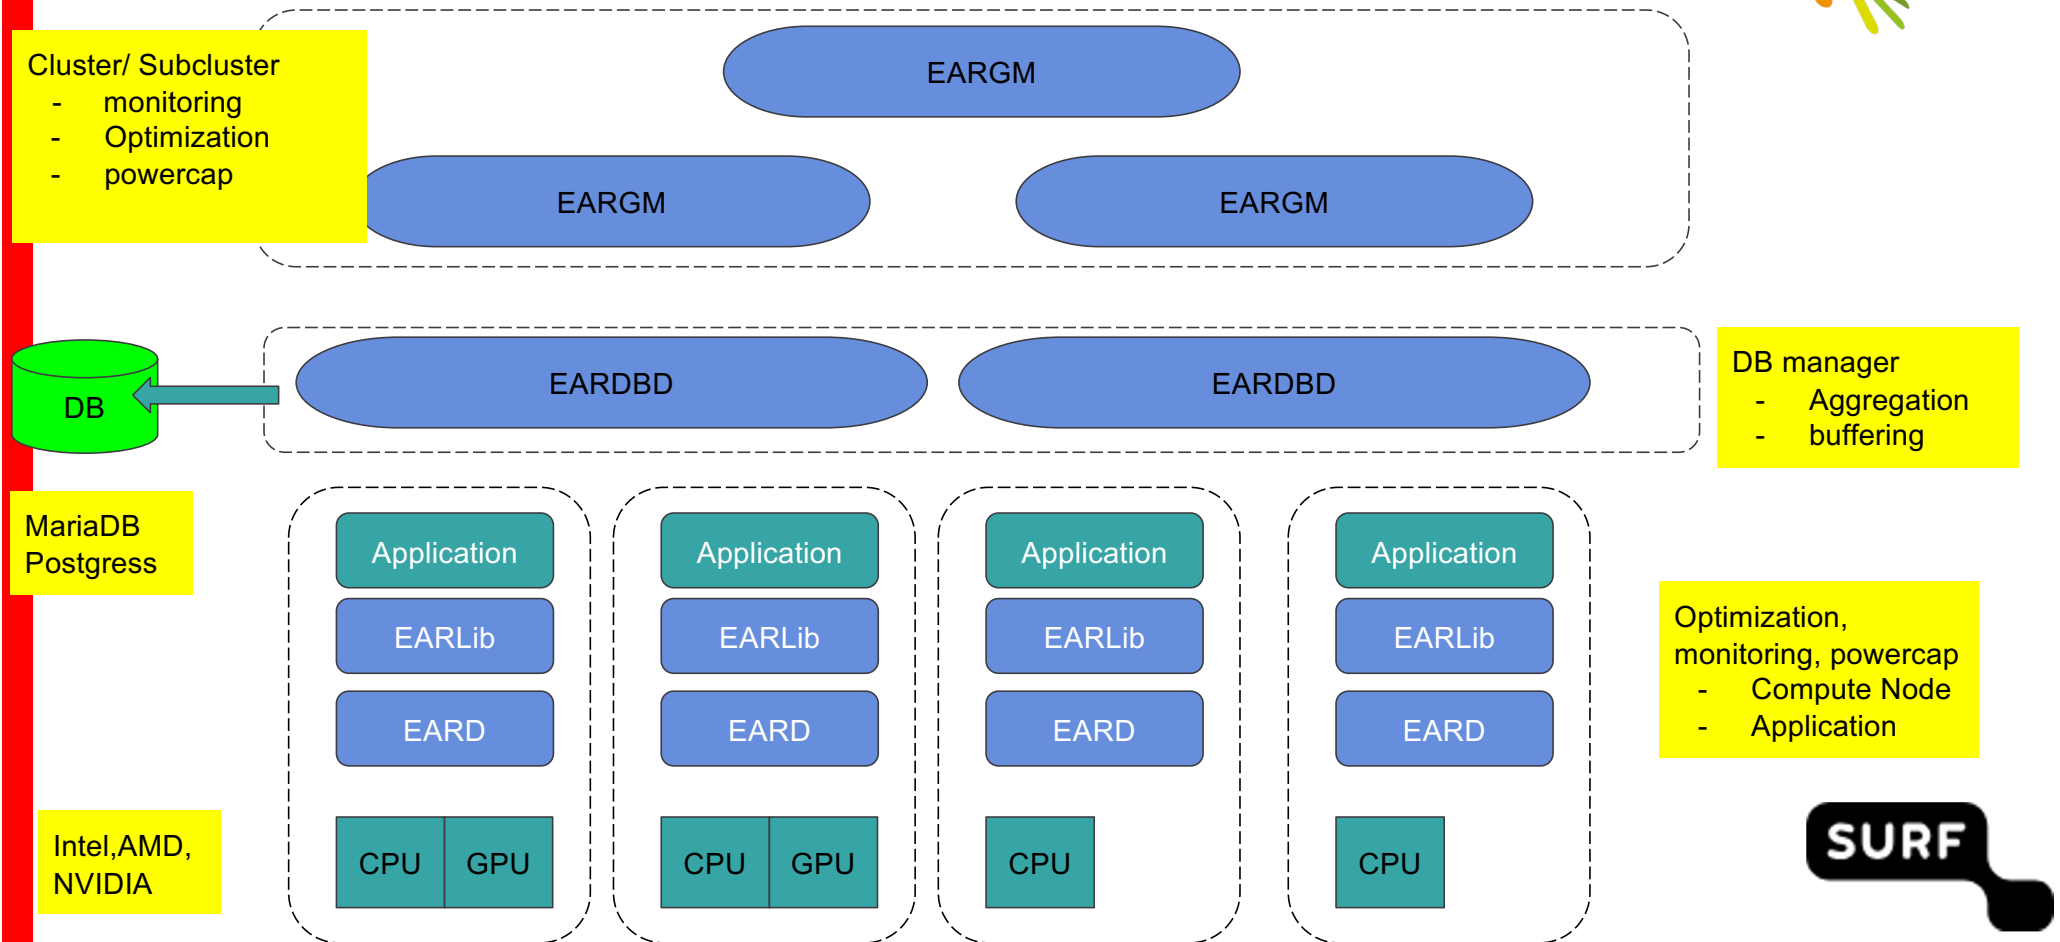 Cluster/ Subcluster
- monitoring
- Optimization
- powercap
EARGM
EARGM
EARGM
DB
EARDBD
EARDBD
DB manager
- Aggregation
- buffering
MariaDB
Postgress
Application
Application
Application
Application
EARLib
EARLib
EARLib
EARLib
EARD
EARD
EARD
EARD
Optimization,
monitoring, powercap
- Compute Node
- Application
Intel,AMD,
NVIDIA
CPU
GPU
CPU
GPU
CPU
CPU
SURF